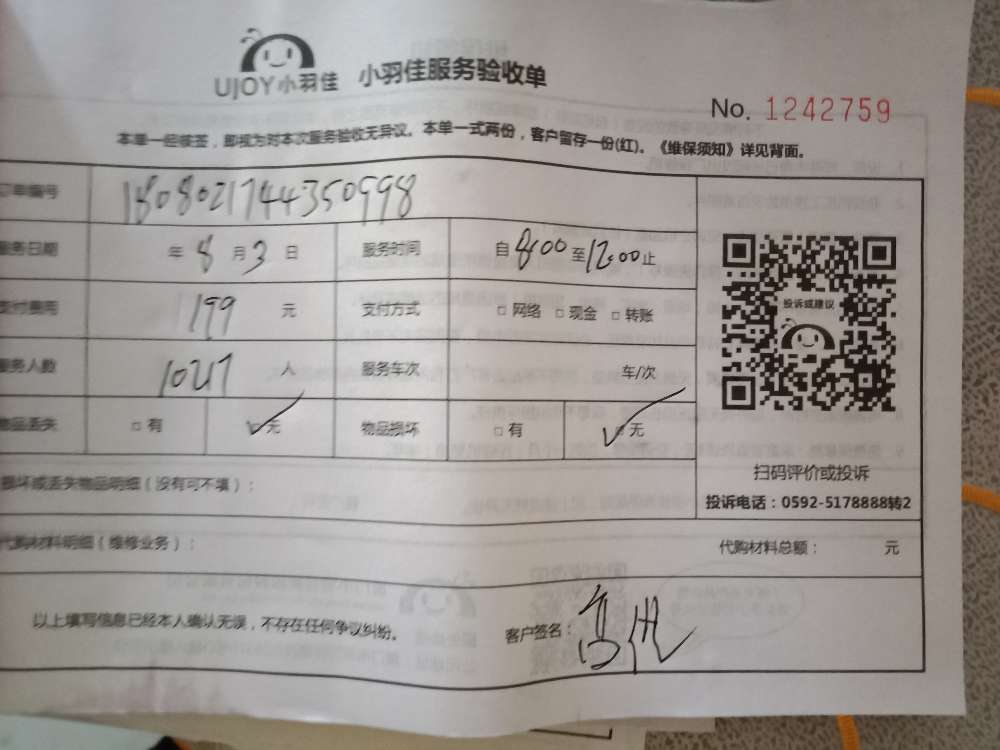 UJOY小羽佳 小羽佳服务验收单
No. 1242759
本单一经核签，即视为对本次服务验收无异议。本单一式两份，客户留存一份(红)。《维保须知》详见背面。
订单编号 1808021744350998
服务日期 年 8 月 3 日 服务时间 自 8:00 至 12:00 止
支付费用 199 元 支付方式 □ 网络 □ 现金 □ 转账
投诉或建议
服务人数 10217 人 服务车次 车/次
物品丢失 □ 有 □ 无 物品损坏 □ 有 □ 无
扫码评价或投诉
投诉电话：0592-5178888转2
损坏或丢失物品明细（没有可不填）：
代购材料明细（维修业务）： 代购材料总额： 元
以上填写信息已经本人确认无误，不存在任何争议纠纷。 客户签名：